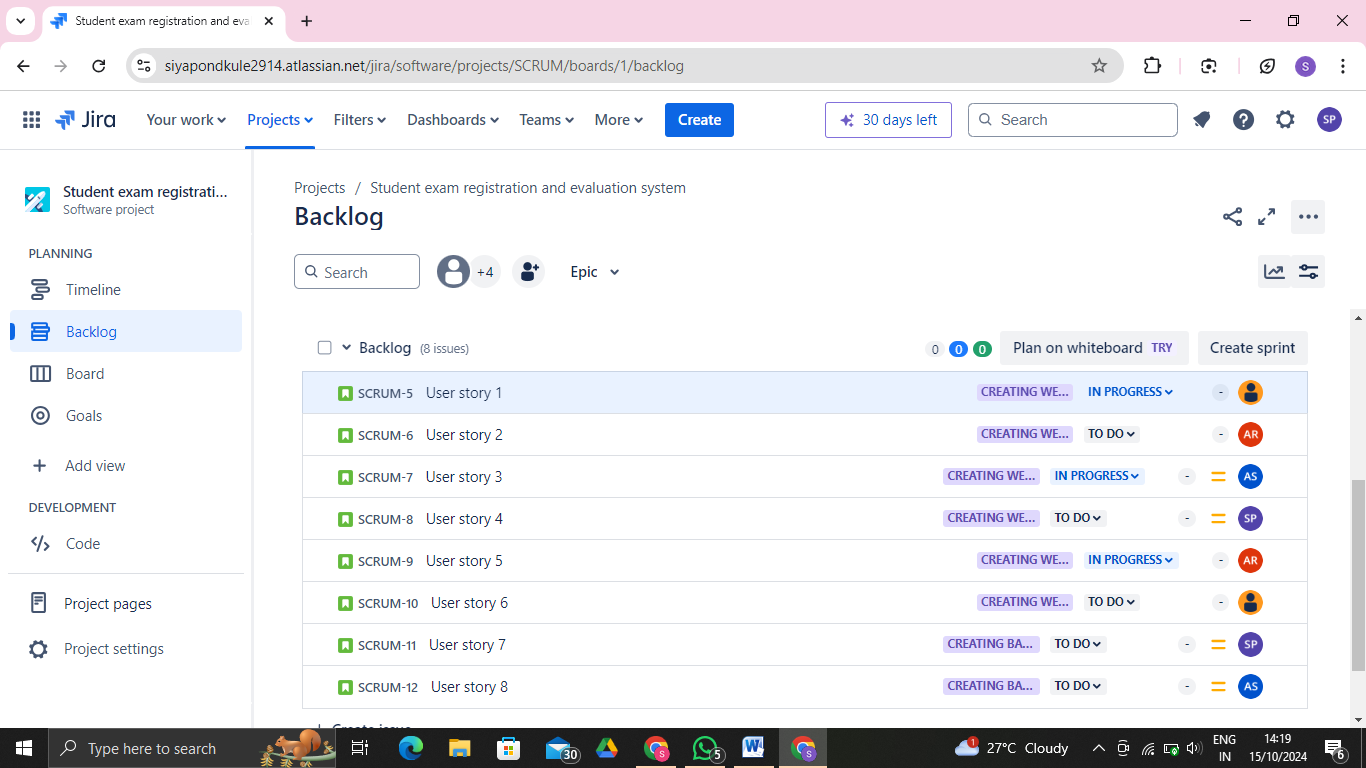 Student exam registration and eva
siyapondkule2914.atlassian.net/jira/software/projects/SCRUM/boards/1/backlog
S
Jira
Your work
Projects
Filters
Dashboards
Teams
More
Create
30 days left
Search
SP
Student exam registrati...
Software project
PLANNING
Timeline
Backlog
Board
Goals
Add view
DEVELOPMENT
Code
Project pages
Project settings
Projects / Student exam registration and evaluation system
Backlog
Search
+4
Epic
Backlog (8 issues)
0 0 0
Plan on whiteboard TRY
Create sprint
SCRUM-5 User story 1 CREATING WE... IN PROGRESS -
SCRUM-6 User story 2 CREATING WE... TO DO - AR
SCRUM-7 User story 3 CREATING WE... IN PROGRESS - AS
SCRUM-8 User story 4 CREATING WE... TO DO - SP
SCRUM-9 User story 5 CREATING WE... IN PROGRESS - AR
SCRUM-10 User story 6 CREATING WE... TO DO -
SCRUM-11 User story 7 CREATING BA... TO DO - SP
SCRUM-12 User story 8 CREATING BA... TO DO - AS
Create issue
Type here to search
30
S
5
W
S
27°C Cloudy
ENG
IN
14:19
15/10/2024
6